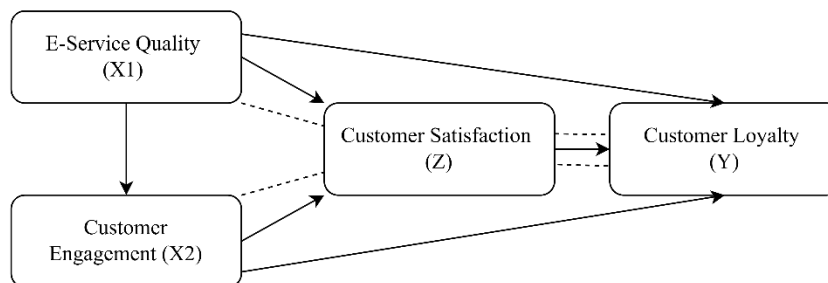 E-Service Quality
(X1)
Customer Satisfaction
(Z)
Customer Loyalty
(Y)
Customer
Engagement (X2)